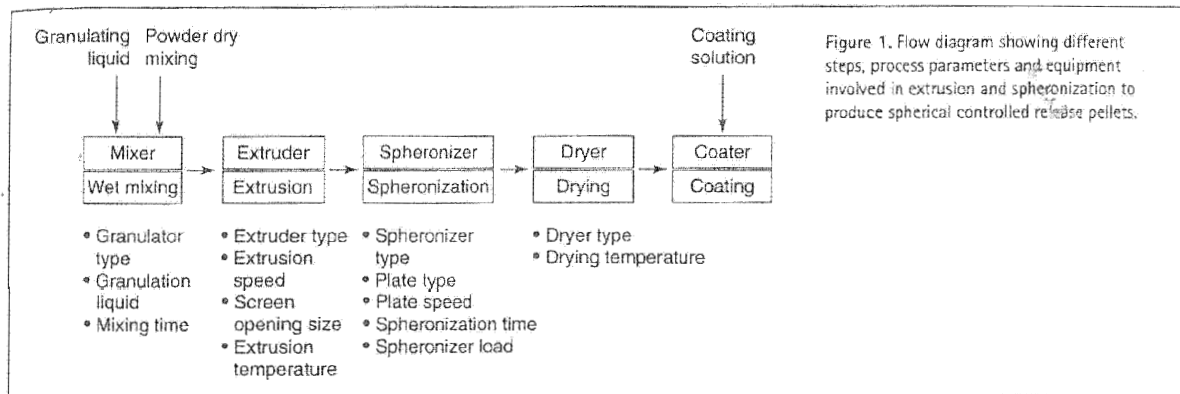 Granulating
liquid
Powder dry
mixing
Coating
solution
Figure 1. Flow diagram showing different
steps, process parameters and equipment
involved in extrusion and spheronization to
produce spherical controlled release pellets.
Mixer
Wet mixing
Extruder
Extrusion
Spheronizer
Spheronization
Dryer
Drying
Coater
Coating
• Granulator
type
• Granulation
liquid
• Mixing time
• Extruder type
• Extrusion
speed
• Screen
opening size
• Extrusion
temperature
• Spheronizer
type
• Plate type
• Plate speed
• Spheronization time
• Spheronizer load
• Dryer type
• Drying temperature